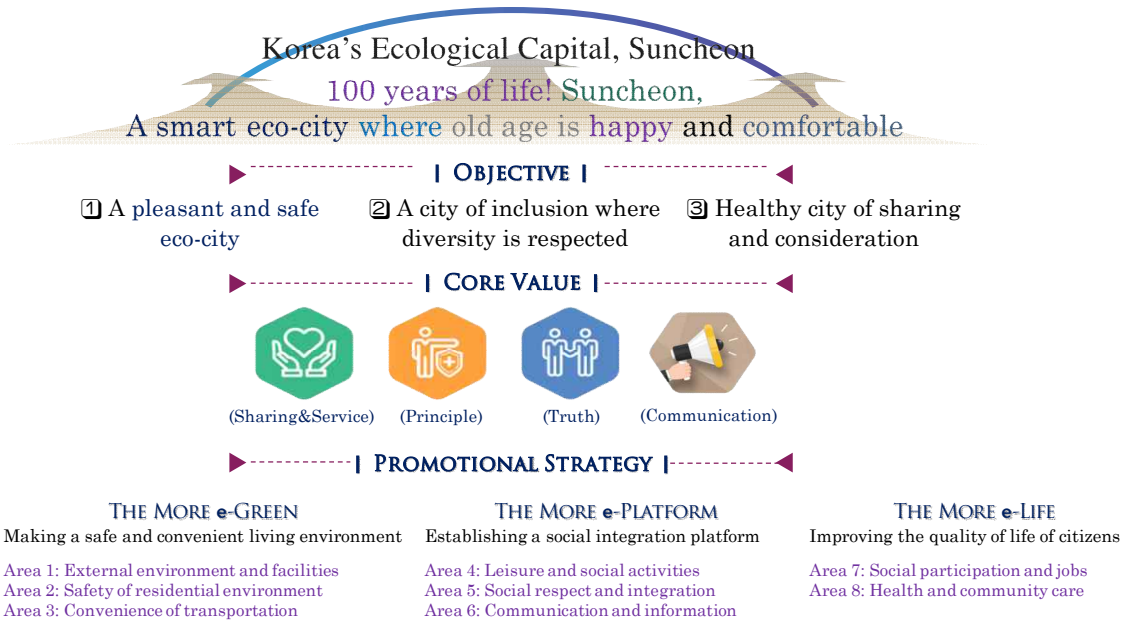 Korea's Ecological Capital, Suncheon
100 years of life! Suncheon,
A smart eco-city where old age is happy and comfortable
| OBJECTIVE |
1 A pleasant and safe
eco-city
2 A city of inclusion where
diversity is respected
3 Healthy city of sharing
and consideration
| CORE VALUE |
(Sharing&Service)
(Principle)
(Truth)
(Communication)
| PROMOTIONAL STRATEGY |
THE MORE e-GREEN
Making a safe and convenient living environment
Area 1: External environment and facilities
Area 2: Safety of residential environment
Area 3: Convenience of transportation
THE MORE e-PLATFORM
Establishing a social integration platform
Area 4: Leisure and social activities
Area 5: Social respect and integration
Area 6: Communication and information
THE MORE e-LIFE
Improving the quality of life of citizens
Area 7: Social participation and jobs
Area 8: Health and community care